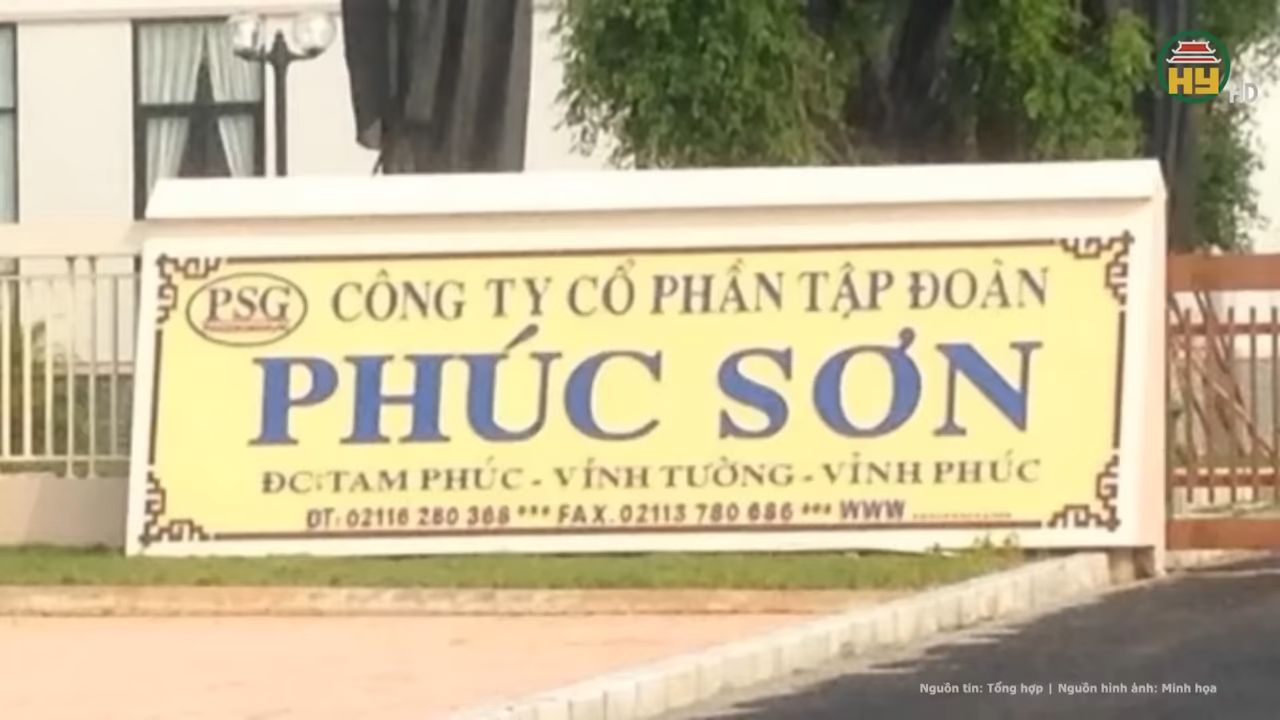 HY
HD
PSG
CÔNG TY CỔ PHẦN TẬP ĐOÀN
PHÚC SƠN
ĐC:TAM PHÚC - VĨNH TƯỜNG - VĨNH PHÚC
ĐT: 02116 280 368 *** FAX. 02113 780 686 *** WWW
Nguồn tin: Tổng hợp | Nguồn hình ảnh: Minh họa